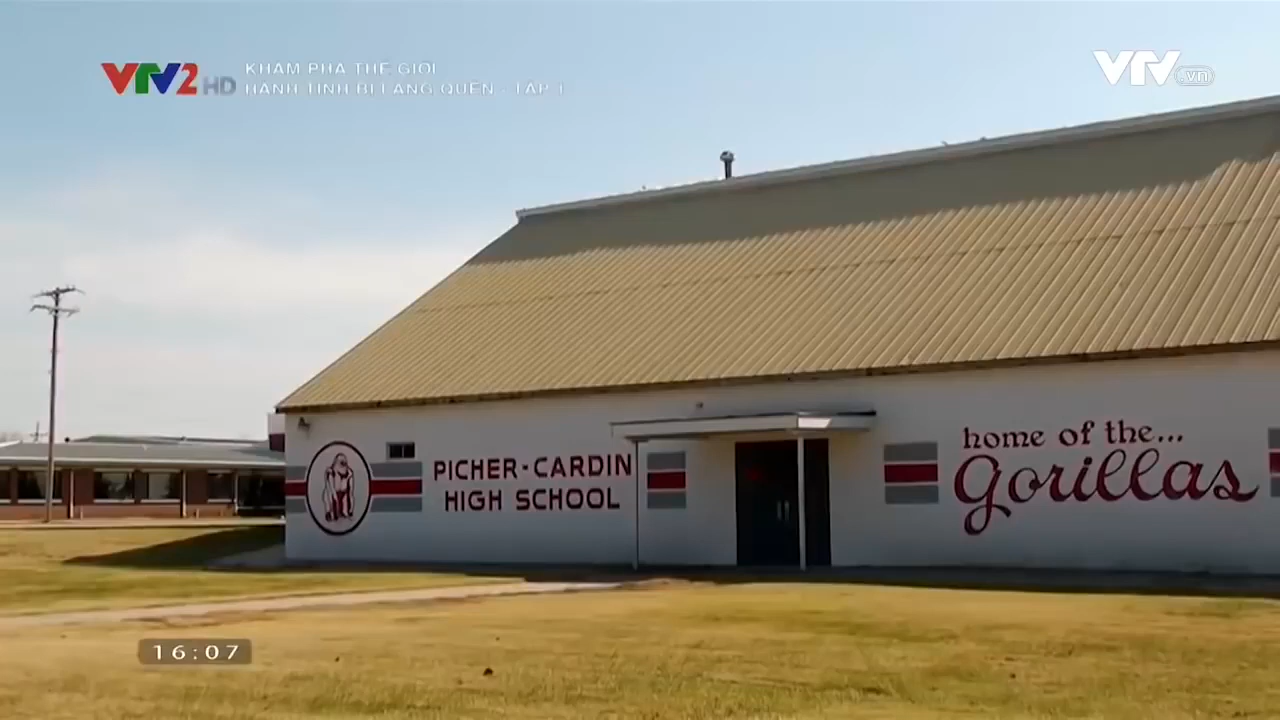 VTV2 HD
KHÁM PHÁ THẾ GIỚI
HÀNH TINH BỊ LÃNG QUÊN - TẬP 1
VTV.vn
PICHER-CARDIN
HIGH SCHOOL
home of the...
Gorillas
16:07